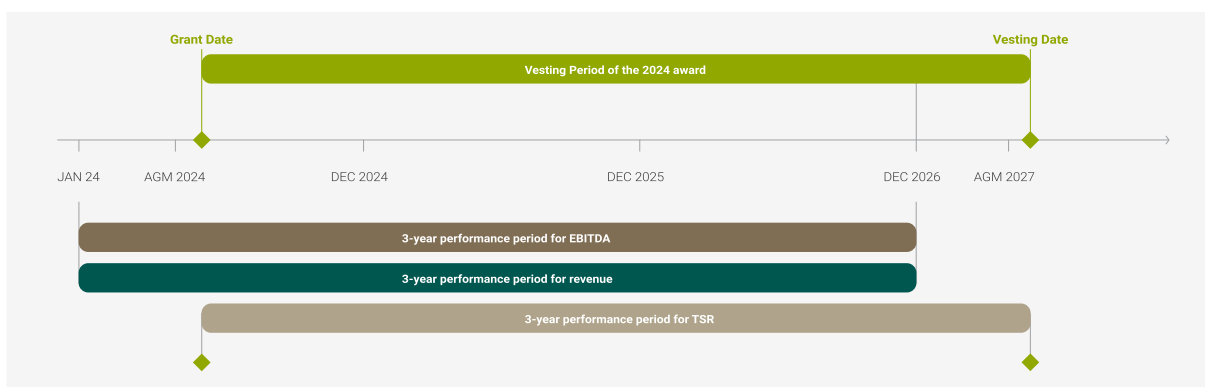 Grant Date
Vesting Date
Vesting Period of the 2024 award
JAN 24
AGM 2024
DEC 2024
DEC 2025
DEC 2026
AGM 2027
3-year performance period for EBITDA
3-year performance period for revenue
3-year performance period for TSR